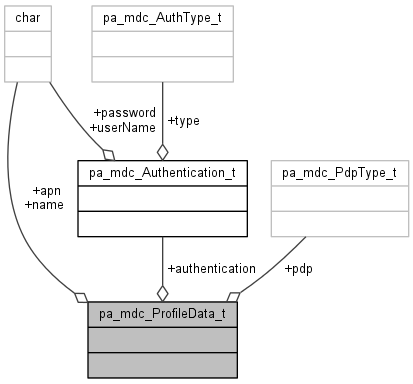 char
pa_mdc_AuthType_t
+password
+userName
+type
pa_mdc_Authentication_t
pa_mdc_PdpType_t
+apn
+name
+authentication
+pdp
pa_mdc_ProfileData_t